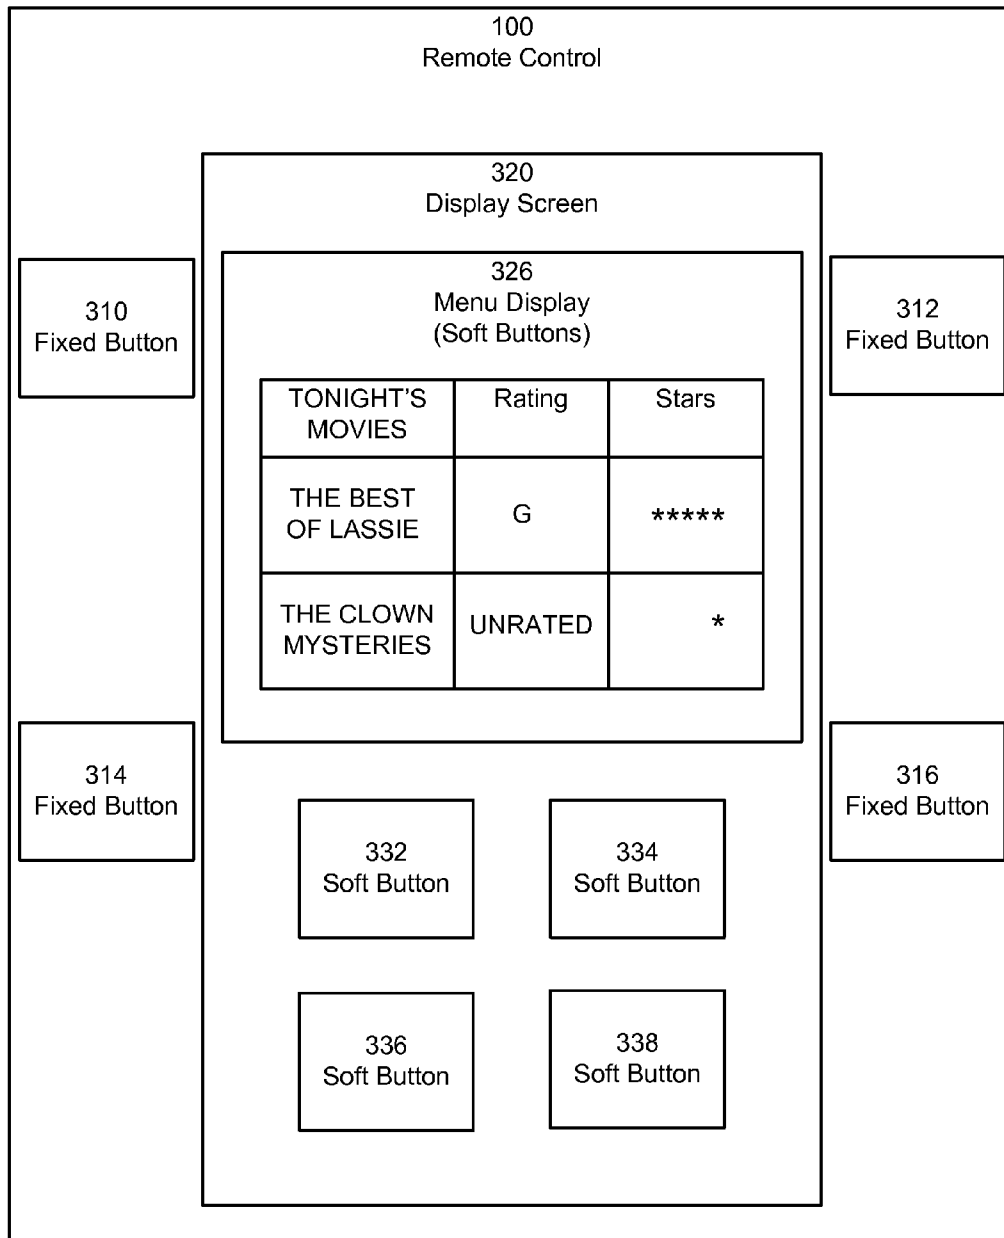 100
Remote Control
320
Display Screen
326
Menu Display
(Soft Buttons)
310
Fixed Button
312
Fixed Button
TONIGHT'S
MOVIES
Rating
Stars
THE BEST
OF LASSIE
G
*****
THE CLOWN
MYSTERIES
UNRATED
*
314
Fixed Button
316
Fixed Button
332
Soft Button
334
Soft Button
336
Soft Button
338
Soft Button